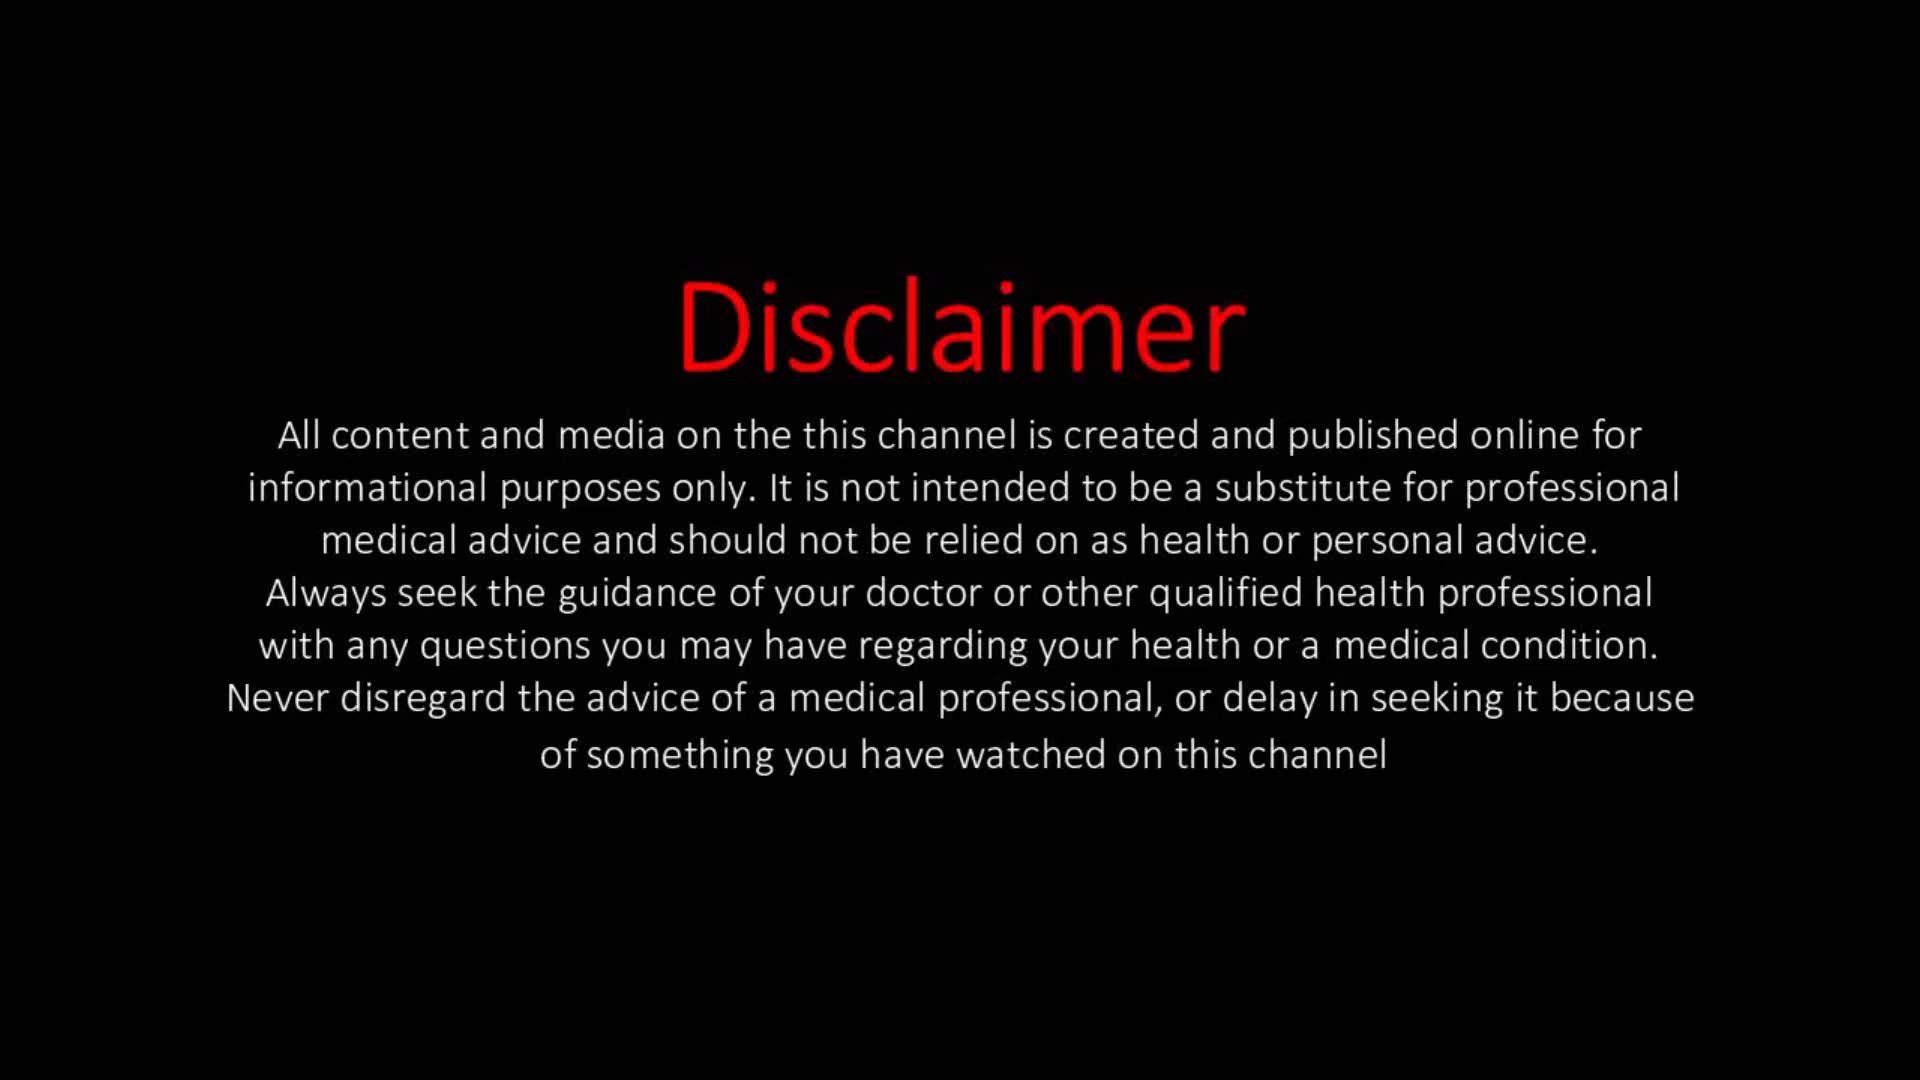 Disclaimer
All content and media on the this channel is created and published online for
informational purposes only. It is not intended to be a substitute for professional
medical advice and should not be relied on as health or personal advice.
Always seek the guidance of your doctor or other qualified health professional
with any questions you may have regarding your health or a medical condition.
Never disregard the advice of a medical professional, or delay in seeking it because
of something you have watched on this channel